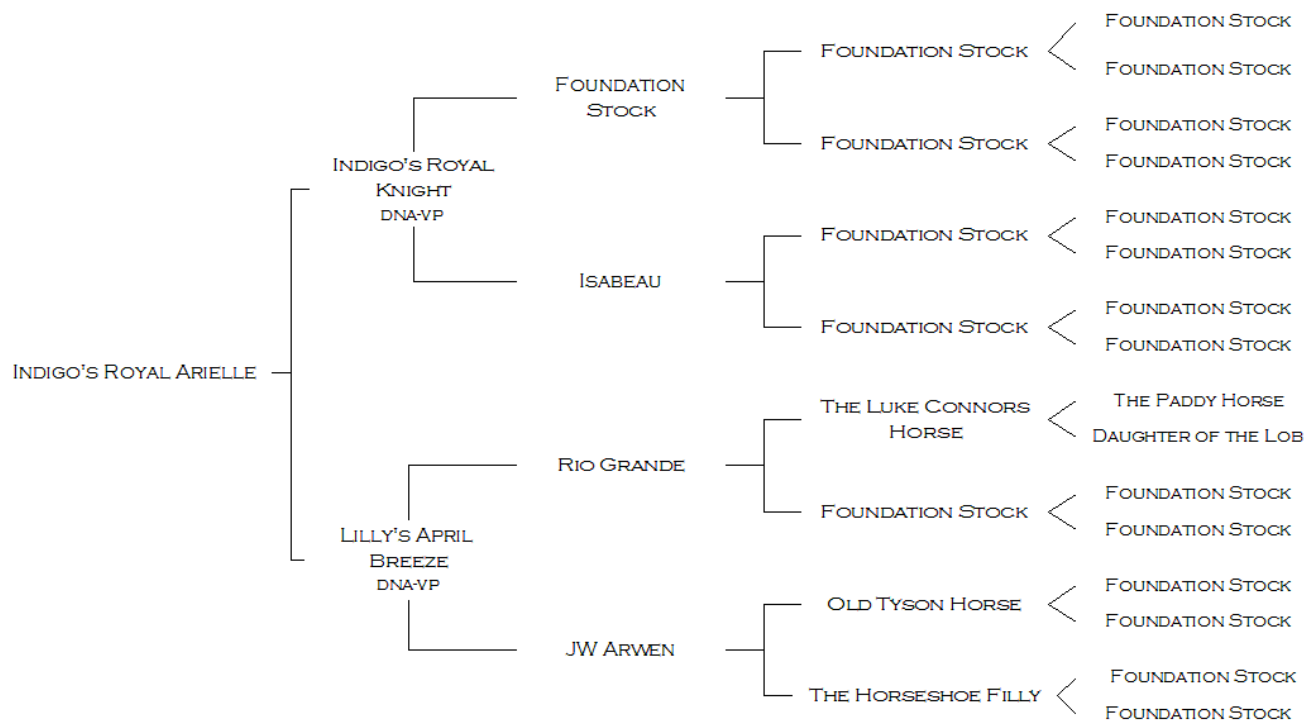 Indigo's Royal Arielle
Indigo's Royal
Knight
DNA-VP
Lilly's April
Breeze
DNA-VP
Foundation
Stock
Isabeau
Rio Grande
JW Arwen
Foundation Stock
Foundation Stock
Foundation Stock
Foundation Stock
The Luke Connors
Horse
Foundation Stock
Old Tyson Horse
The Horseshoe Filly
Foundation Stock
Foundation Stock
Foundation Stock
Foundation Stock
Foundation Stock
Foundation Stock
Foundation Stock
Foundation Stock
The Paddy Horse
Daughter of the Lob
Foundation Stock
Foundation Stock
Foundation Stock
Foundation Stock
Foundation Stock
Foundation Stock